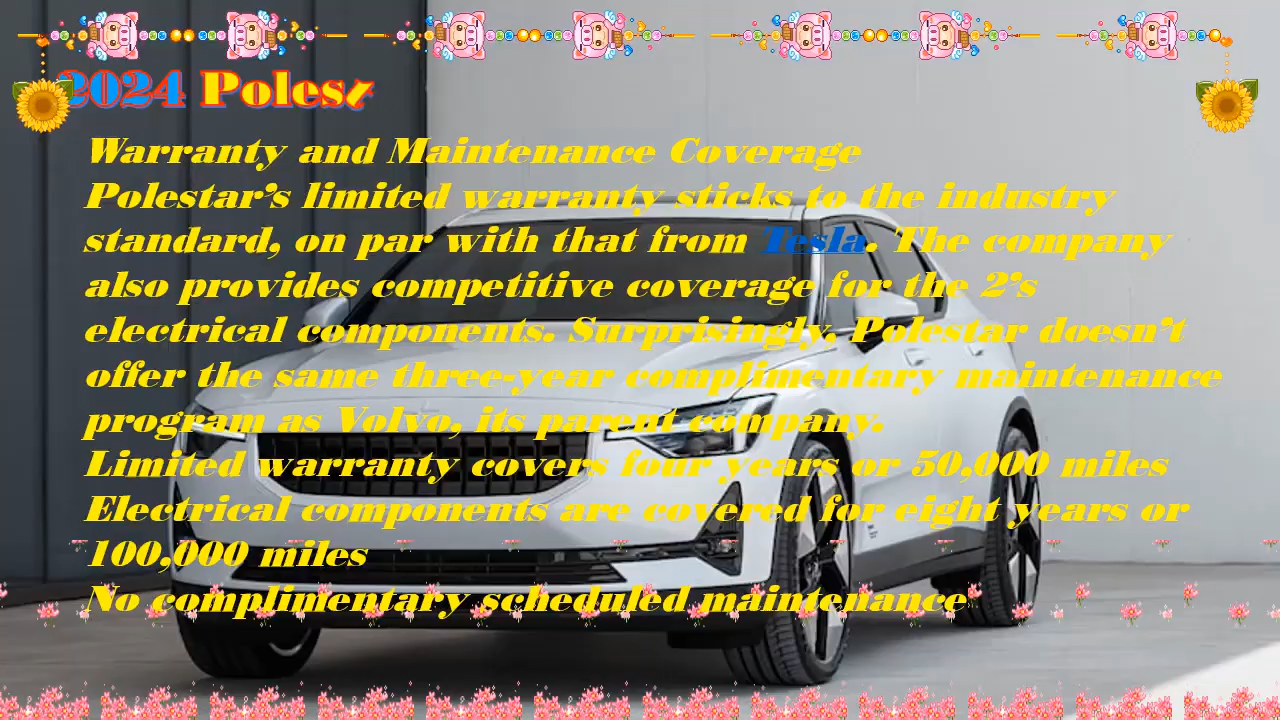 2024 Polest
Warranty and Maintenance Coverage
Polestar’s limited warranty sticks to the industry
standard, on par with that from Tesla. The company
also provides competitive coverage for the 2’s
electrical components. Surprisingly, Polestar doesn’t
offer the same three-year complimentary maintenance
program as Volvo, its parent company.
Limited warranty covers four years or 50,000 miles
Electrical components are covered for eight years or
100,000 miles
No complimentary scheduled maintenance